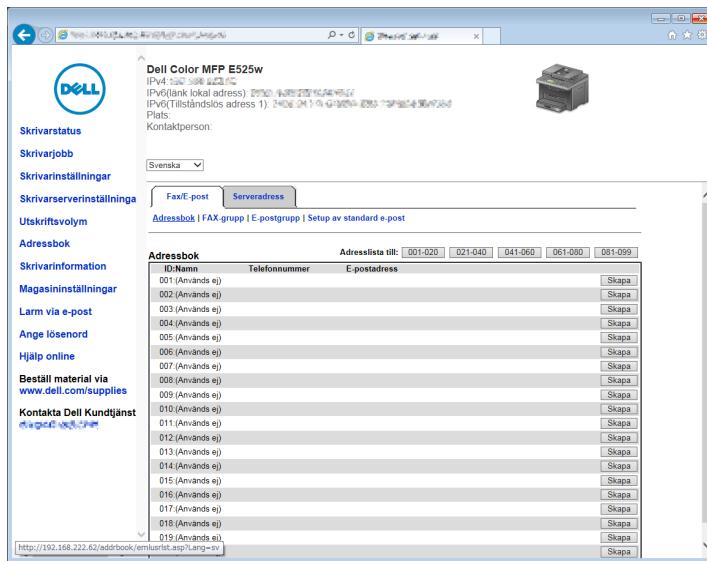 DELL
Dell Color MFP E525w
IPv4:
IPv6(länk lokal adress):
IPv6(Tillståndslös adress 1):
Plats:
Kontaktperson:
Svenska
Skrivarstatus
Skrivarjobb
Skrivarinställningar
Skrivarserverinställninga
Utskriftsvolym
Adressbok
Skrivarinformation
Magasininställningar
Larm via e-post
Ange lösenord
Hjälp online
Beställ material via
www.dell.com/supplies
Kontakta Dell Kundtjänst
Fax/E-post Serveradress
Adressbok | FAX-grupp | E-postgrupp | Setup av standard e-post
Adressbok Adresslista till: 001-020 021-040 041-060 061-080 081-099
ID:Namn Telefonnummer E-postadress
001:(Används ej) Skapa
002:(Används ej) Skapa
003:(Används ej) Skapa
004:(Används ej) Skapa
005:(Används ej) Skapa
006:(Används ej) Skapa
007:(Används ej) Skapa
008:(Används ej) Skapa
009:(Används ej) Skapa
010:(Används ej) Skapa
011:(Används ej) Skapa
012:(Används ej) Skapa
013:(Används ej) Skapa
014:(Används ej) Skapa
015:(Används ej) Skapa
016:(Används ej) Skapa
017:(Används ej) Skapa
018:(Används ej) Skapa
019:(Används ej) Skapa
Skapa
http://192.168.222.62/addrbook/emlusrlst.asp?Lang=sv